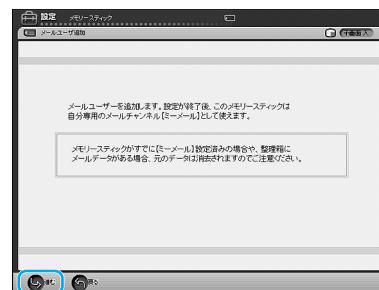 設定 メモリースティック
メールユーザ追加 子画面入
メールユーザーを追加します。設定が終了後、このメモリースティックは
自分専用のメールチャンネル【ミーメール】として使えます。
メモリースティックがすでに【ミーメール】設定済みの場合や、整理箱に
メールデータがある場合、元のデータは消去されますのでご注意ください。
進む 戻る